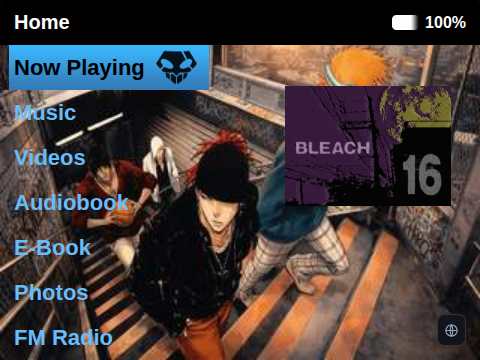 Home
100%
Now Playing
Music
Videos
Audiobook
E-Book
Photos
FM Radio
BLEACH
16